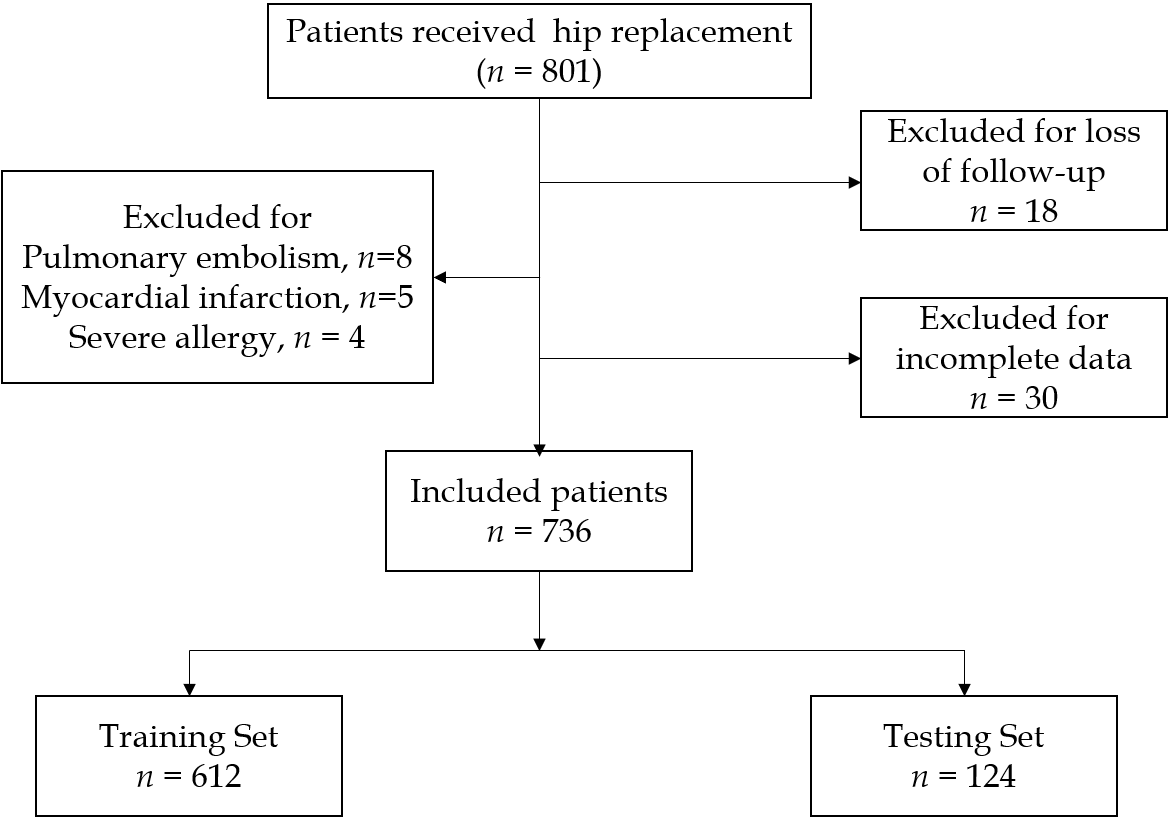 Patients received hip replacement
(n = 801)
Excluded for loss
of follow-up
n = 18
Excluded for
Pulmonary embolism, n=8
Myocardial infarction, n=5
Severe allergy, n = 4
Excluded for
incomplete data
n = 30
Included patients
n = 736
Training Set
n = 612
Testing Set
n = 124